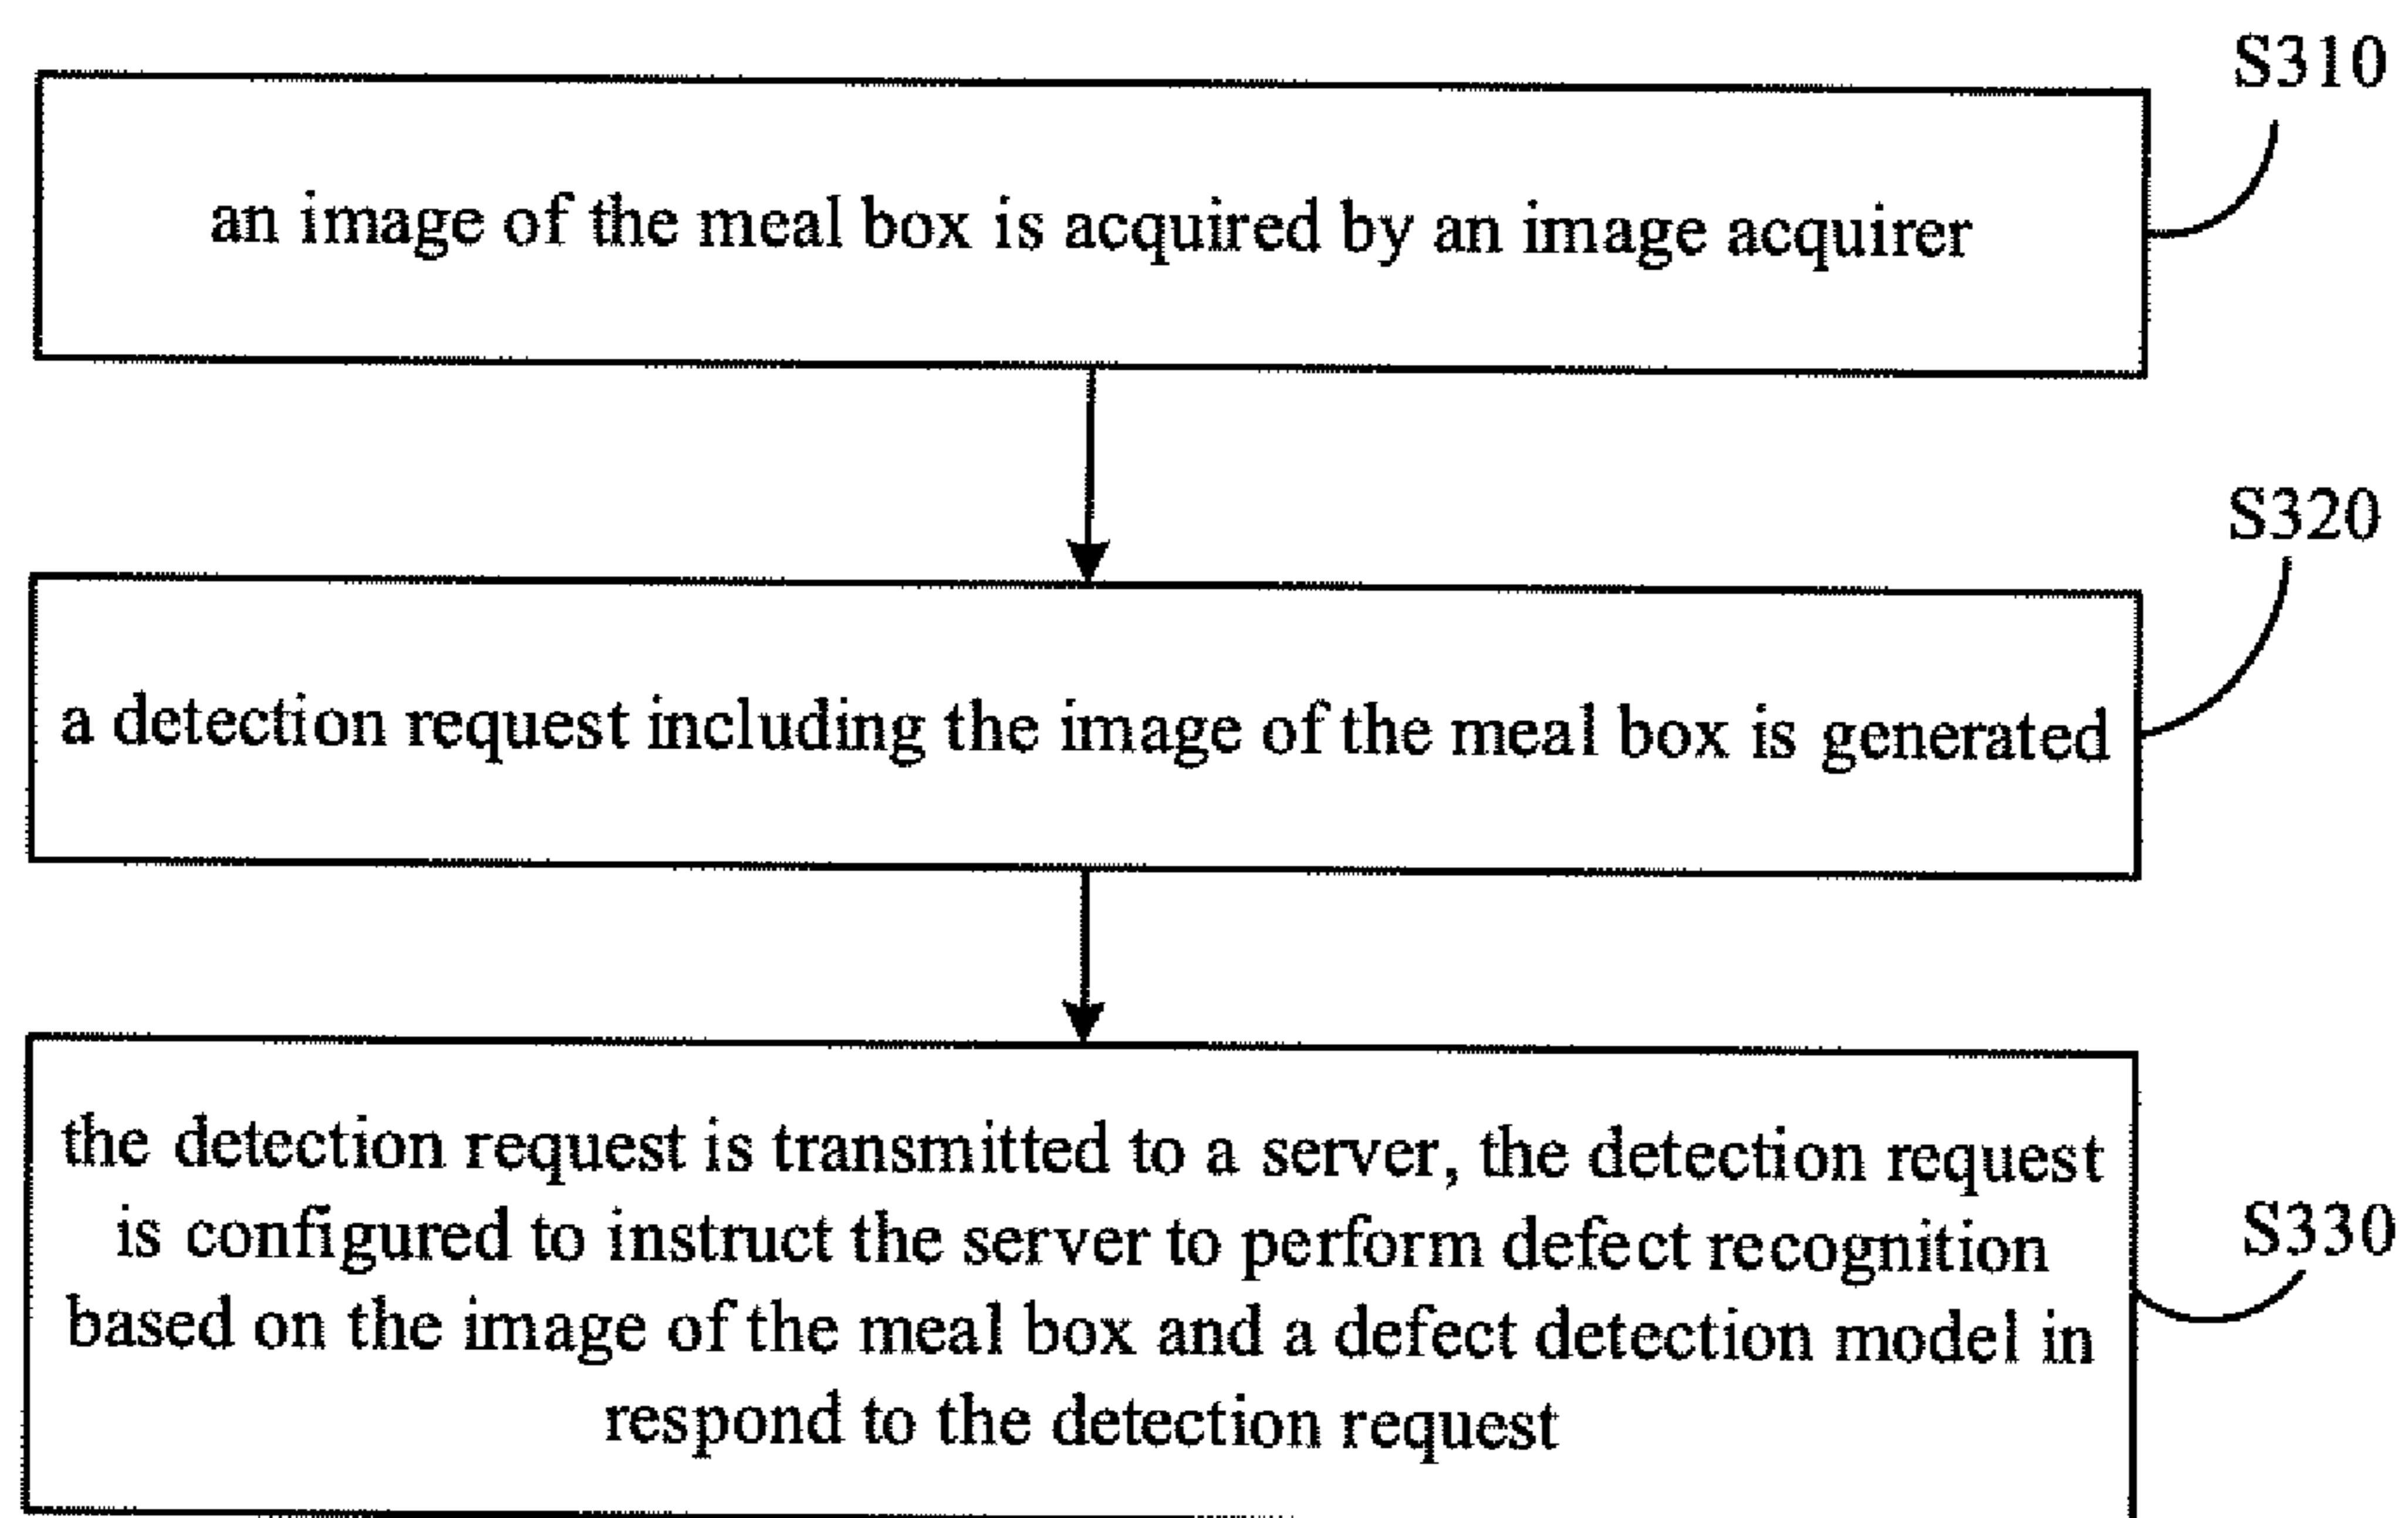 S310
an image of the meal box is acquired by an image acquirer
S320
a detection request including the image of the meal box is generated
the detection request is transmitted to a server, the detection request
is configured to instruct the server to perform defect recognition
S330
based on the image of the meal box and a defect detection model in
respond to the detection request